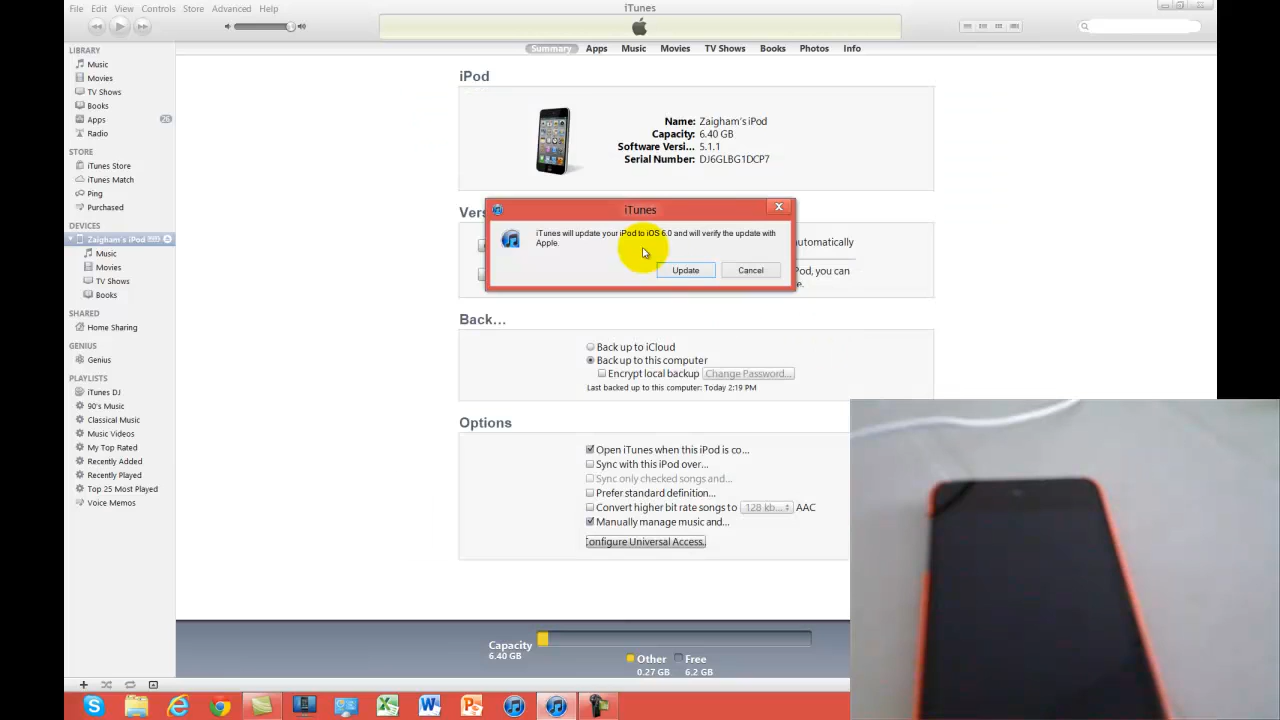 File Edit View Controls Store Advanced Help
iTunes
LIBRARY
Music
Movies
TV Shows
Books
Apps 26
Radio
STORE
iTunes Store
iTunes Match
Ping
Purchased
DEVICES
Zaigham's iPod
Music
Movies
TV Shows
Books
SHARED
Home Sharing
GENIUS
Genius
PLAYLISTS
iTunes DJ
90's Music
Classical Music
Music Videos
My Top Rated
Recently Added
Recently Played
Top 25 Most Played
Voice Memos
Summary Apps Music Movies TV Shows Books Photos Info
iPod
Name: Zaigham's iPod
Capacity: 6.40 GB
Software Versi... 5.1.1
Serial Number: DJ6GLBG1DCP7
Vers
iTunes
X
iTunes will update your iPod to iOS 6.0 and will verify the update with
Apple.
Update Cancel
automatically
Pod, you can
e.
Back...
Back up to iCloud
Back up to this computer
Encrypt local backup Change Password...
Last backed up to this computer: Today 2:19 PM
Options
Open iTunes when this iPod is co...
Sync with this iPod over...
Sync only checked songs and...
Prefer standard definition...
Convert higher bit rate songs to 128 kb... AAC
Manually manage music and...
onfigure Universal Access.
Capacity
6.40 GB
Other
0.27 GB
Free
6.2 GB